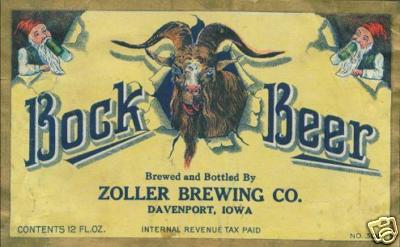 Bock Beer
Brewed and Bottled By
ZOLLER BREWING CO.
DAVENPORT, IOWA
CONTENTS 12 FL.OZ.
INTERNAL REVENUE TAX PAID
NO.